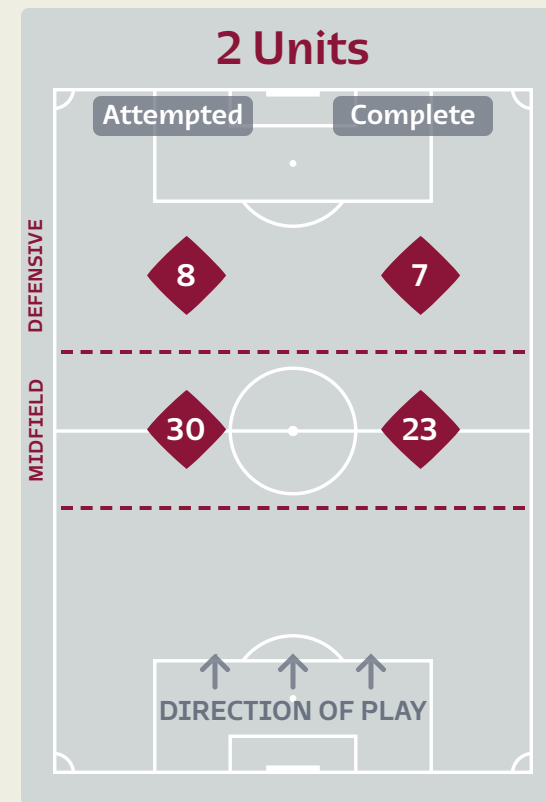 2 Units
Attempted
Complete
DEFENSIVE
8
7
MIDFIELD
30
23
DIRECTION OF PLAY